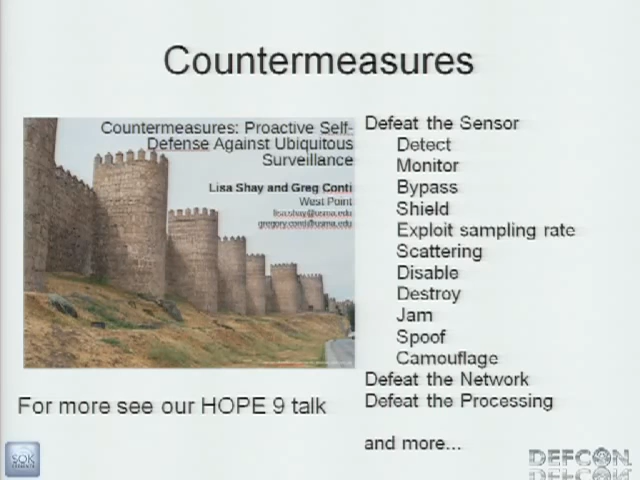 Countermeasures
Countermeasures: Proactive Self-
Defense Against Ubiquitous
Surveillance
Lisa Shay and Greg Conti
West Point
lisa.shay@usma.edu
gregory.conti@usma.edu
For more see our HOPE 9 talk
Defeat the Sensor
Detect
Monitor
Bypass
Shield
Exploit sampling rate
Scattering
Disable
Destroy
Jam
Spoof
Camouflage
Defeat the Network
Defeat the Processing
and more...
SOK
DEFCON